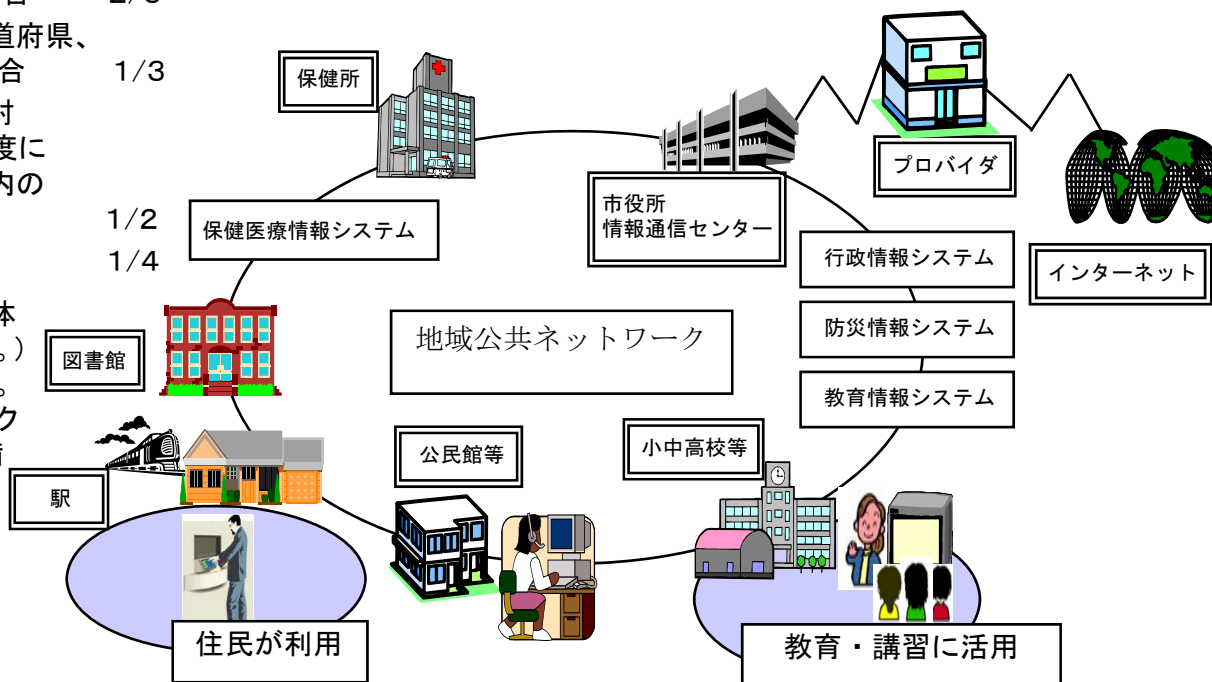 道府県、
合 1/3
村
度に
内の
1/2
1/4
体
。)
。
ク
保健所
プロバイダ
市役所
情報通信センター
保健医療情報システム
行政情報システム
インターネット
地域公共ネットワーク
防災情報システム
図書館
教育情報システム
公民館等
小中高校等
駅
住民が利用
教育・講習に活用